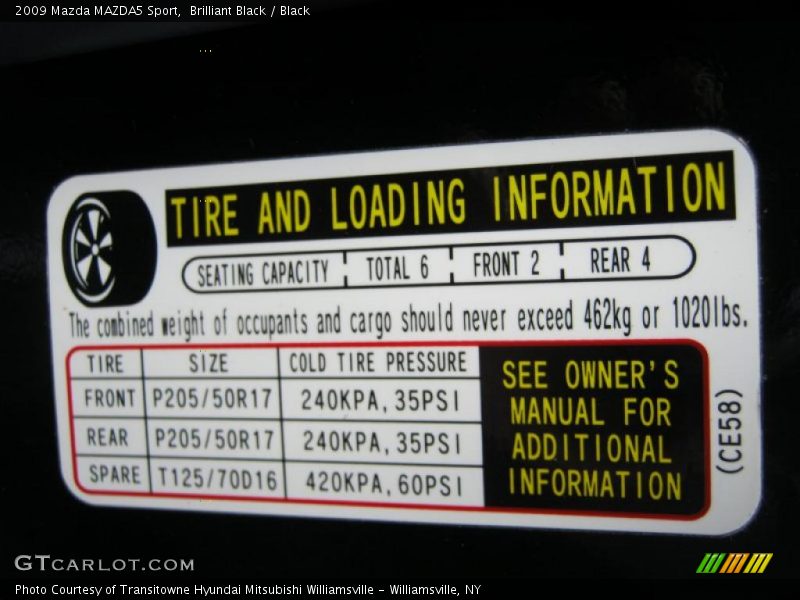 2009 Mazda MAZDA5 Sport,  Brilliant Black / Black
TIRE AND LOADING INFORMATION
SEATING CAPACITY TOTAL 6 FRONT 2 REAR 4
The combined weight of occupants and cargo should never exceed 462kg or 1020lbs.
TIRE SIZE COLD TIRE PRESSURE
FRONT P205/50R17 240KPA,35PSI
REAR P205/50R17 240KPA,35PSI
SPARE T125/70D16 420KPA,60PSI
SEE OWNER'S
MANUAL FOR
ADDITIONAL
INFORMATION
(CE58)
GTCARLOT.COM
Photo Courtesy of Transitowne Hyundai Mitsubishi Williamsville - Williamsville, NY